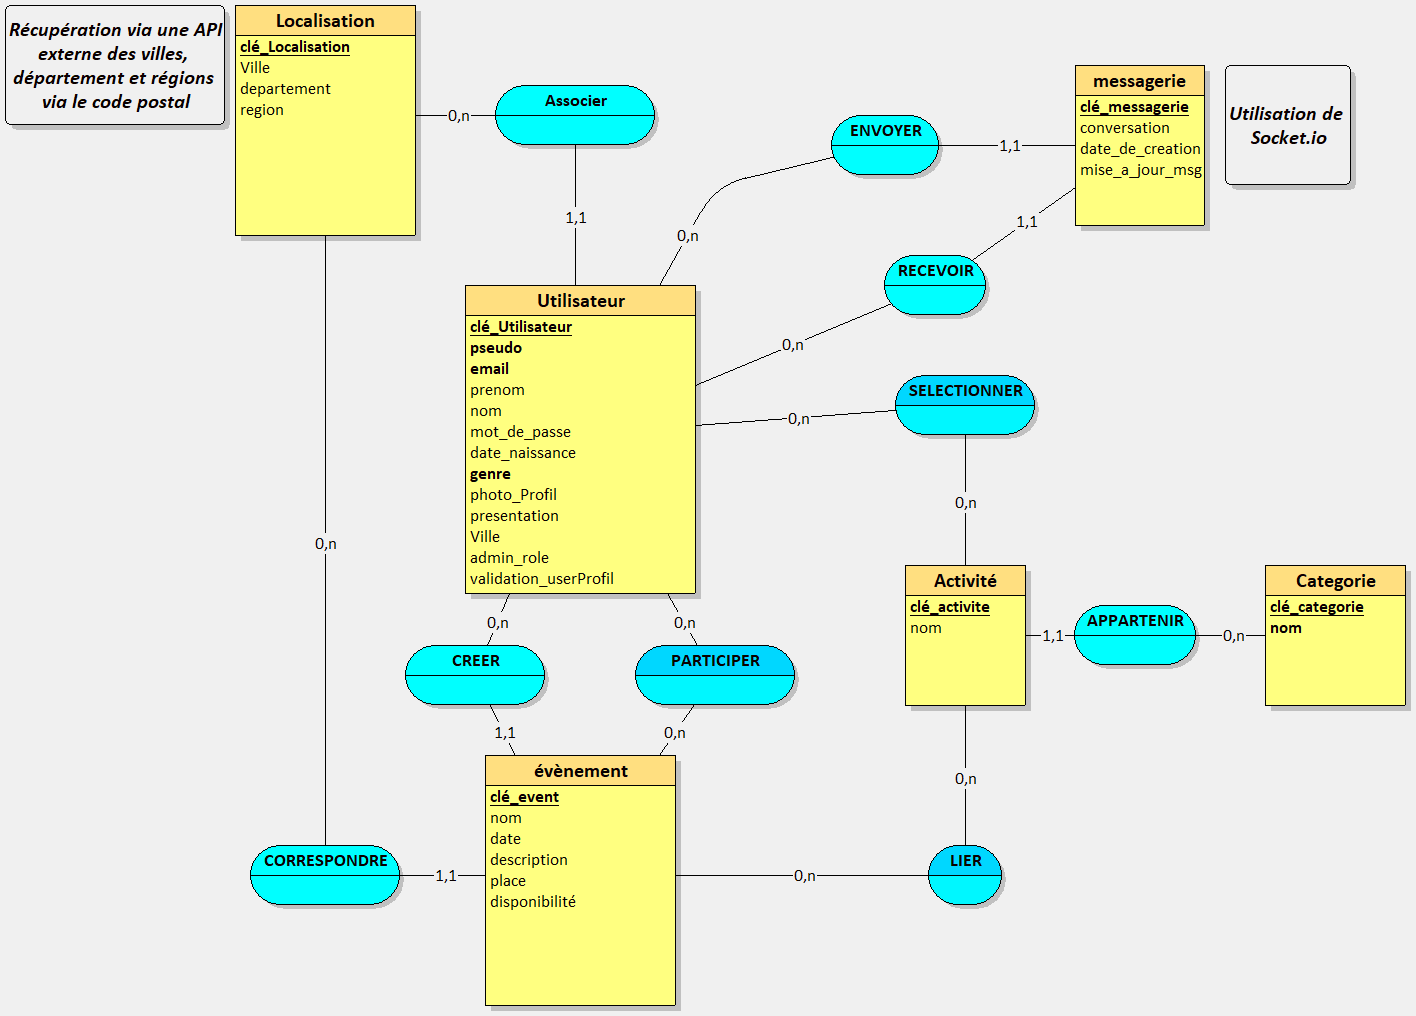 Récupération via une API
externe des villes,
département et régions
via le code postal
Localisation
clé_Localisation
Ville
departement
region
0,n
Associer
1,1
ENVOYER
1,1
0,n
messagerie
clé_messagerie
conversation
date_de_creation
mise_a_jour_msg
Utilisation de
Socket.io
RECEVOIR
1,1
0,n
Utilisateur
clé_Utilisateur
pseudo
email
prenom
nom
mot_de_passe
date_naissance
genre
photo_Profil
presentation
Ville
admin_role
validation_userProfil
SELECTIONNER
0,n
0,n
0,n
Activité
clé_activite
nom
1,1
APPARTENIR
0,n
Categorie
clé_categorie
nom
0,n
0,n
CREER
PARTICIPER
1,1
0,n
évènement
clé_event
nom
date
description
place
disponibilité
0,n
CORRESPONDRE
1,1
0,n
LIER